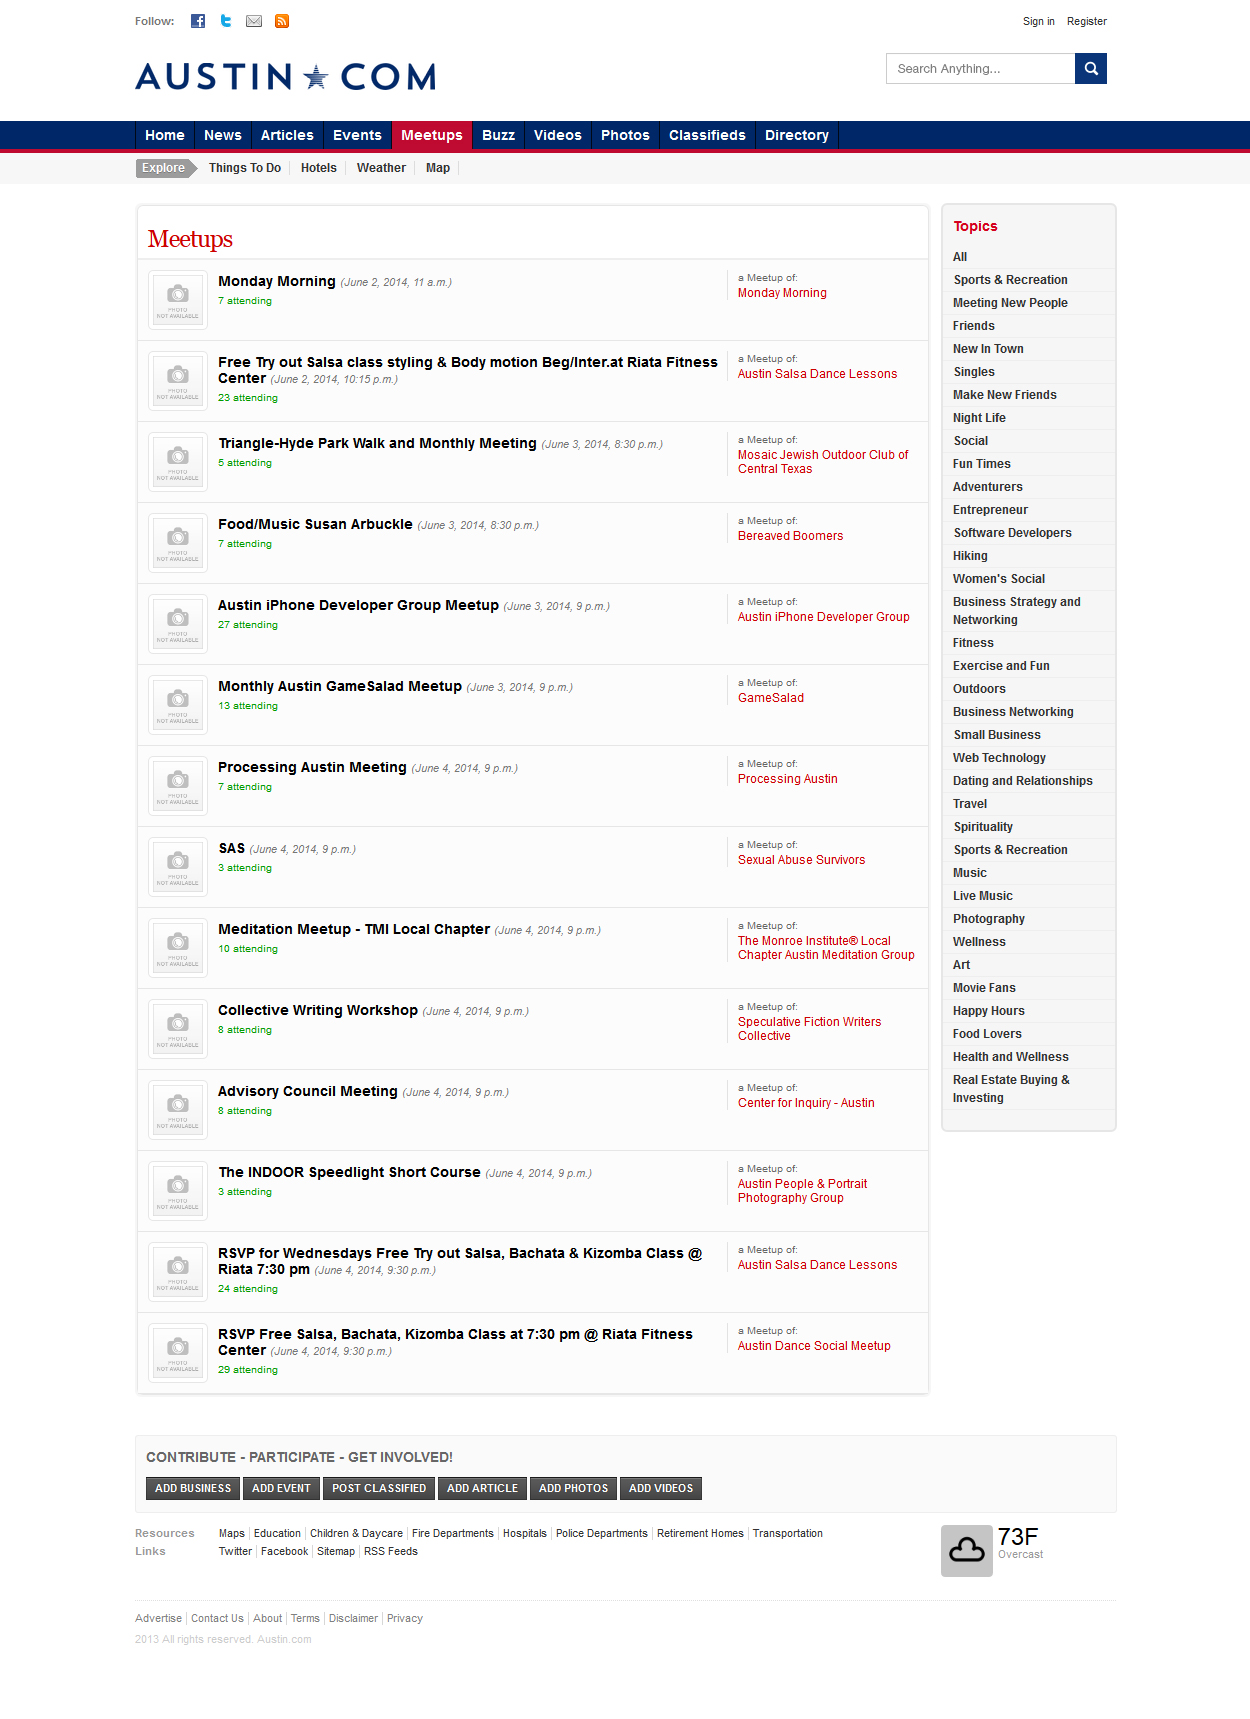 Follow:
Sign in Register
AUSTIN COM
Search Anything...
Home News Articles Events Meetups Buzz Videos Photos Classifieds Directory
Explore Things To Do Hotels Weather Map
Meetups
Monday Morning (June 2, 2014, 11 a.m.)
7 attending
a Meetup of:
Monday Morning
Free Try out Salsa class styling & Body motion Beg/Inter.at Riata Fitness
Center (June 2, 2014, 10:15 p.m.)
23 attending
a Meetup of:
Austin Salsa Dance Lessons
Triangle-Hyde Park Walk and Monthly Meeting (June 3, 2014, 8:30 p.m.)
5 attending
a Meetup of:
Mosaic Jewish Outdoor Club of
Central Texas
Food/Music Susan Arbuckle (June 3, 2014, 8:30 p.m.)
7 attending
a Meetup of:
Bereaved Boomers
Austin iPhone Developer Group Meetup (June 3, 2014, 9 p.m.)
27 attending
a Meetup of:
Austin iPhone Developer Group
Monthly Austin GameSalad Meetup (June 3, 2014, 9 p.m.)
13 attending
a Meetup of:
GameSalad
Processing Austin Meeting (June 4, 2014, 9 p.m.)
7 attending
a Meetup of:
Processing Austin
SAS (June 4, 2014, 9 p.m.)
3 attending
a Meetup of:
Sexual Abuse Survivors
Meditation Meetup - TMI Local Chapter (June 4, 2014, 9 p.m.)
10 attending
a Meetup of:
The Monroe Institute® Local
Chapter Austin Meditation Group
Collective Writing Workshop (June 4, 2014, 9 p.m.)
8 attending
a Meetup of:
Speculative Fiction Writers
Collective
Advisory Council Meeting (June 4, 2014, 9 p.m.)
8 attending
a Meetup of:
Center for Inquiry - Austin
The INDOOR Speedlight Short Course (June 4, 2014, 9 p.m.)
3 attending
a Meetup of:
Austin People & Portrait
Photography Group
RSVP for Wednesdays Free Try out Salsa, Bachata & Kizomba Class @
Riata 7:30 pm (June 4, 2014, 9:30 p.m.)
24 attending
a Meetup of:
Austin Salsa Dance Lessons
RSVP Free Salsa, Bachata, Kizomba Class at 7:30 pm @ Riata Fitness
Center (June 4, 2014, 9:30 p.m.)
29 attending
a Meetup of:
Austin Dance Social Meetup
PHOTO
NOT AVAILABLE
PHOTO
NOT AVAILABLE
PHOTO
NOT AVAILABLE
PHOTO
NOT AVAILABLE
PHOTO
NOT AVAILABLE
PHOTO
NOT AVAILABLE
PHOTO
NOT AVAILABLE
PHOTO
NOT AVAILABLE
PHOTO
NOT AVAILABLE
PHOTO
NOT AVAILABLE
PHOTO
NOT AVAILABLE
PHOTO
NOT AVAILABLE
PHOTO
NOT AVAILABLE
PHOTO
NOT AVAILABLE
Topics
All
Sports & Recreation
Meeting New People
Friends
New In Town
Singles
Make New Friends
Night Life
Social
Fun Times
Adventurers
Entrepreneur
Software Developers
Hiking
Women's Social
Business Strategy and
Networking
Fitness
Exercise and Fun
Outdoors
Business Networking
Small Business
Web Technology
Dating and Relationships
Travel
Spirituality
Sports & Recreation
Music
Live Music
Photography
Wellness
Art
Movie Fans
Happy Hours
Food Lovers
Health and Wellness
Real Estate Buying &
Investing
CONTRIBUTE - PARTICIPATE - GET INVOLVED!
ADD BUSINESS ADD EVENT POST CLASSIFIED ADD ARTICLE ADD PHOTOS ADD VIDEOS
Resources Maps Education Children & Daycare Fire Departments Hospitals Police Departments Retirement Homes Transportation
Links Twitter Facebook Sitemap RSS Feeds
73F
Overcast
Advertise Contact Us About Terms Disclaimer Privacy
2013 All rights reserved. Austin.com